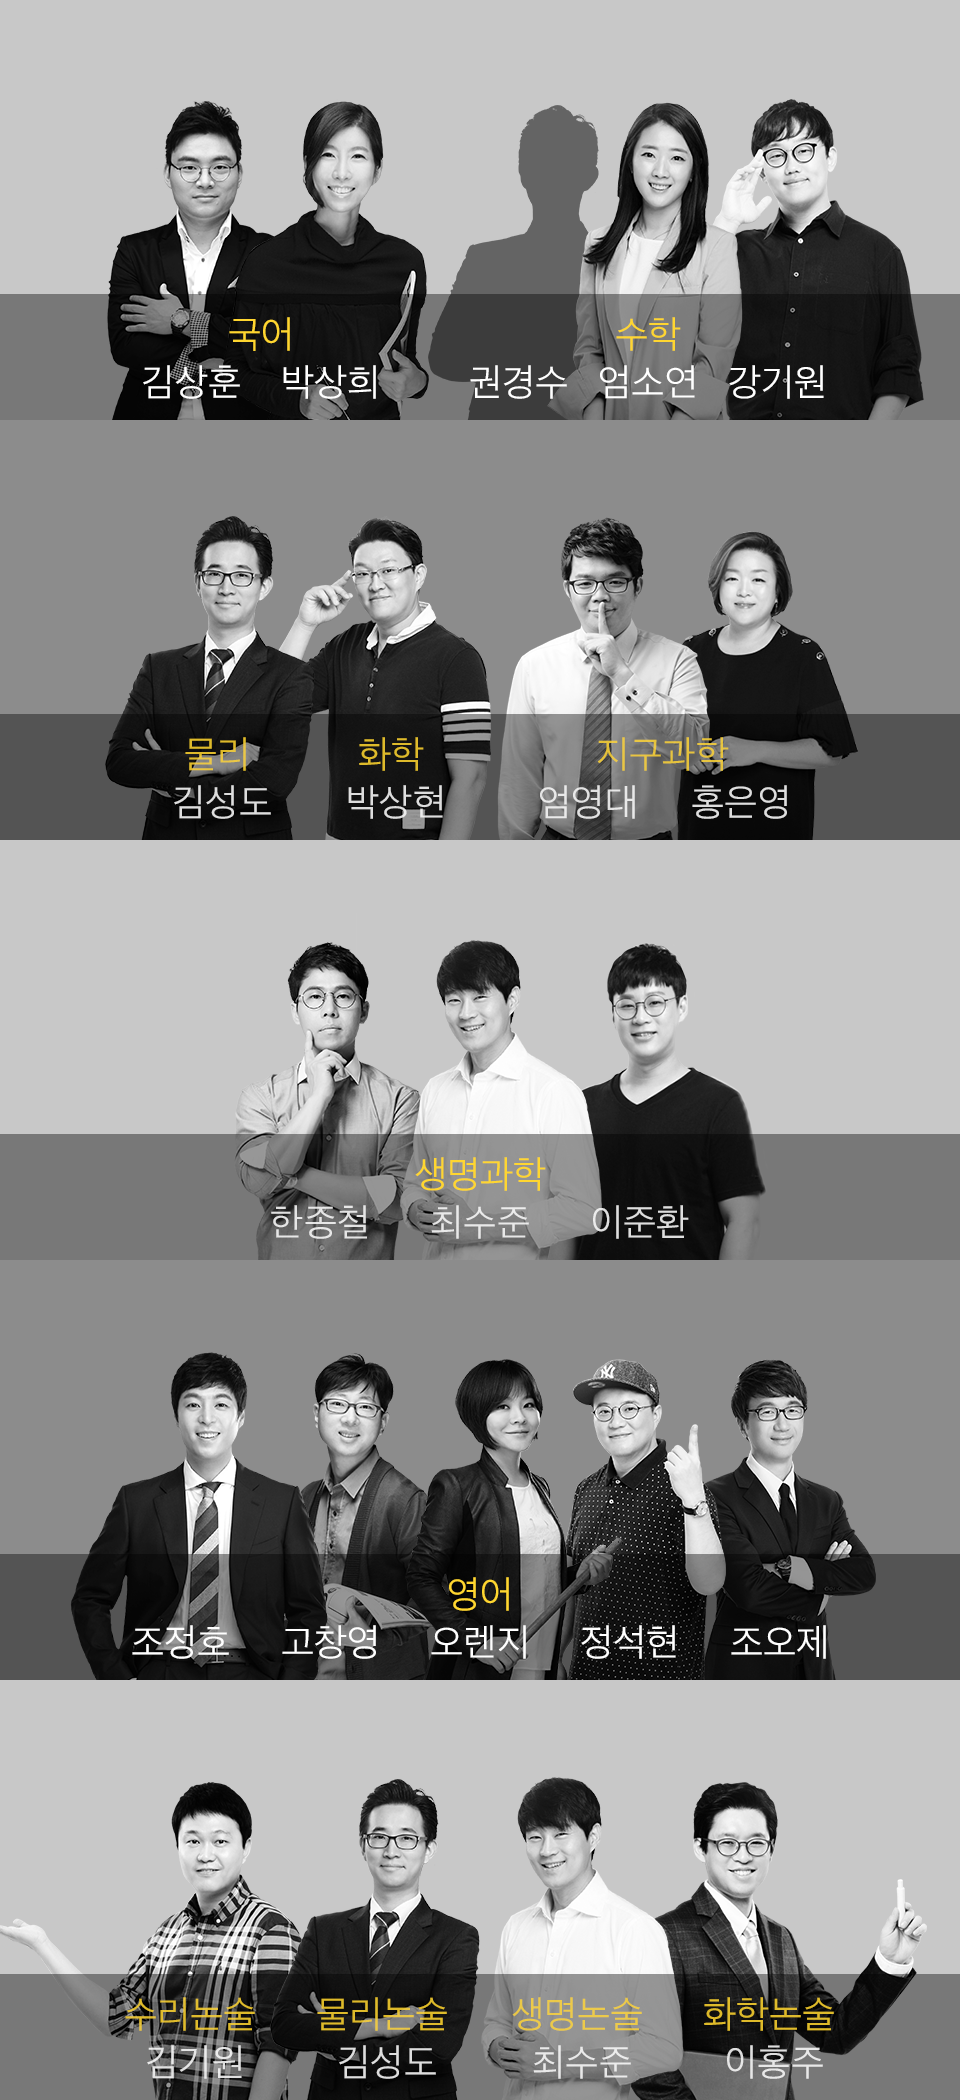 국어
김상훈 박상희
수학
권경수 엄소연 강기원
물리 화학 지구과학
김성도 박상현 엄영대 홍은영
생명과학
한종철 최수준 이준환
영어
조정호 고창영 오렌지 정석현 조오제
수리논술 물리논술 생명논술 화학논술
김기원 김성도 최수준 이홍주